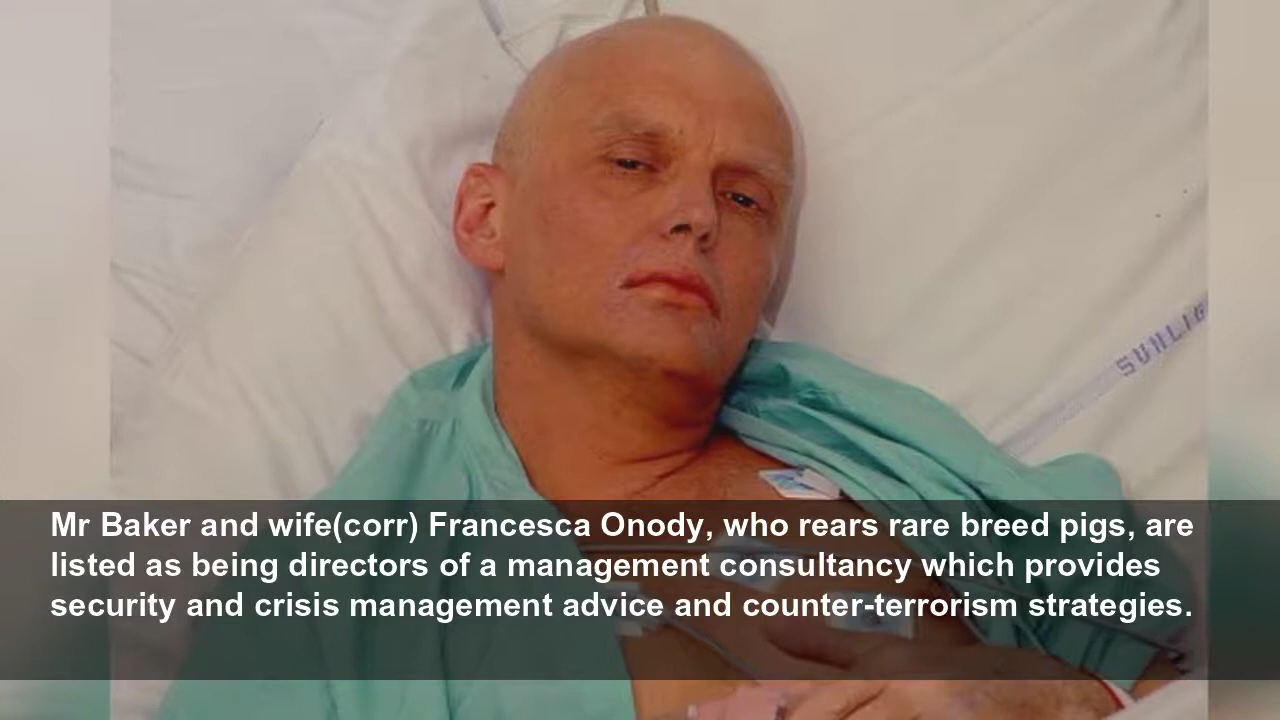 SUNLIG
Mr Baker and wife(corr) Francesca Onody, who rears rare breed pigs, are
listed as being directors of a management consultancy which provides
security and crisis management advice and counter-terrorism strategies.